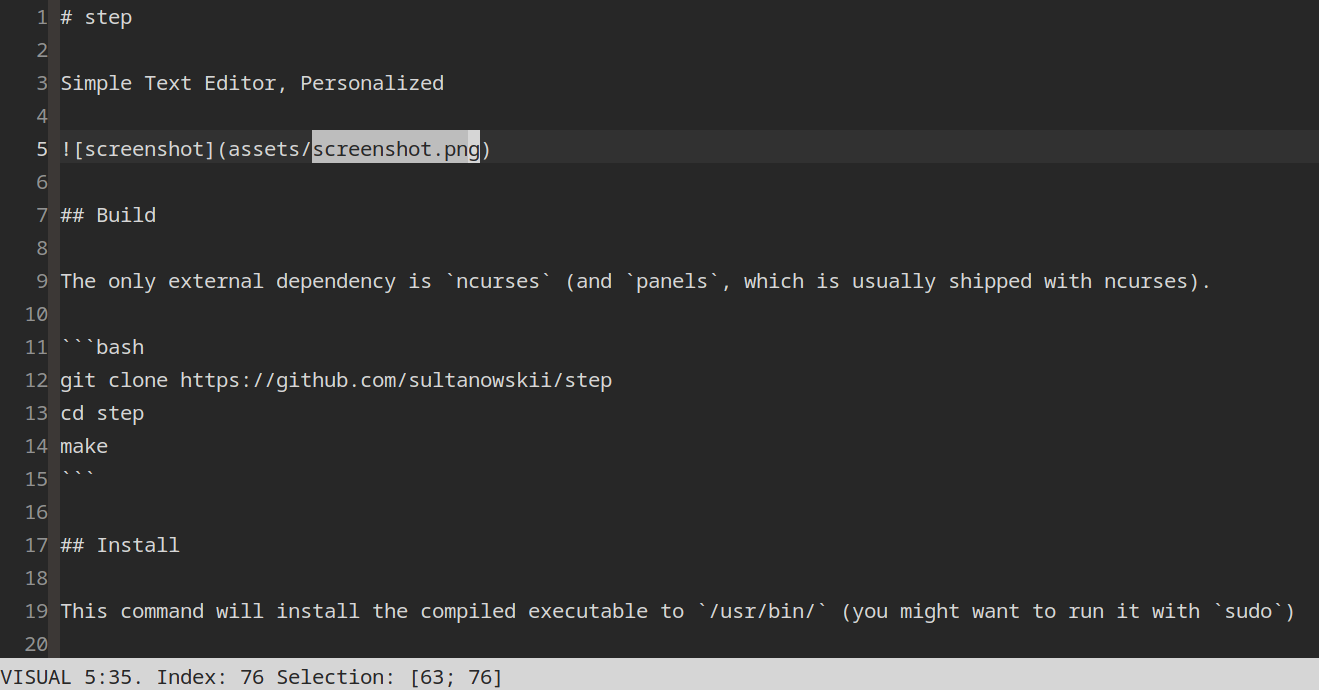 1 # step
2
3 Simple Text Editor, Personalized
4
5 ![screenshot](assets/screenshot.png)
6
7 ## Build
8
9 The only external dependency is `ncurses` (and `panels`, which is usually shipped with ncurses).
10
11 ```bash
12 git clone https://github.com/sultanowskii/step
13 cd step
14 make
15 ```
16
17 ## Install
18
19 This command will install the compiled executable to `/usr/bin/` (you might want to run it with `sudo`)
20
VISUAL 5:35. Index: 76 Selection: [63; 76]